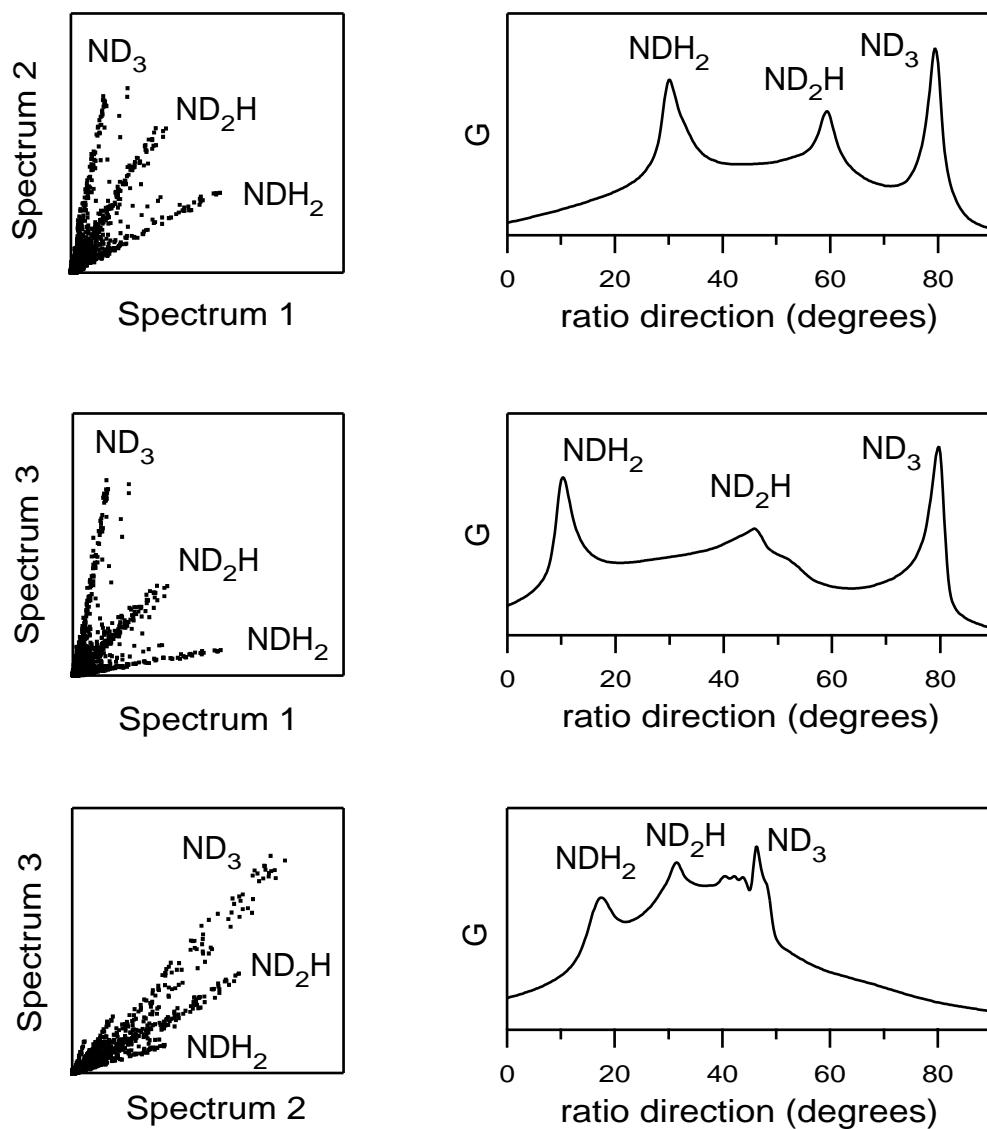 Spectrum 2
ND3
ND2H
NDH2
Spectrum 1
G
NDH2
ND2H
ND3
0 20 40 60 80
ratio direction (degrees)
Spectrum 3
ND3
ND2H
NDH2
Spectrum 1
G
NDH2
ND2H
ND3
0 20 40 60 80
ratio direction (degrees)
Spectrum 3
ND3
ND2H
NDH2
Spectrum 2
G
NDH2
ND2H
ND3
0 20 40 60 80
ratio direction (degrees)